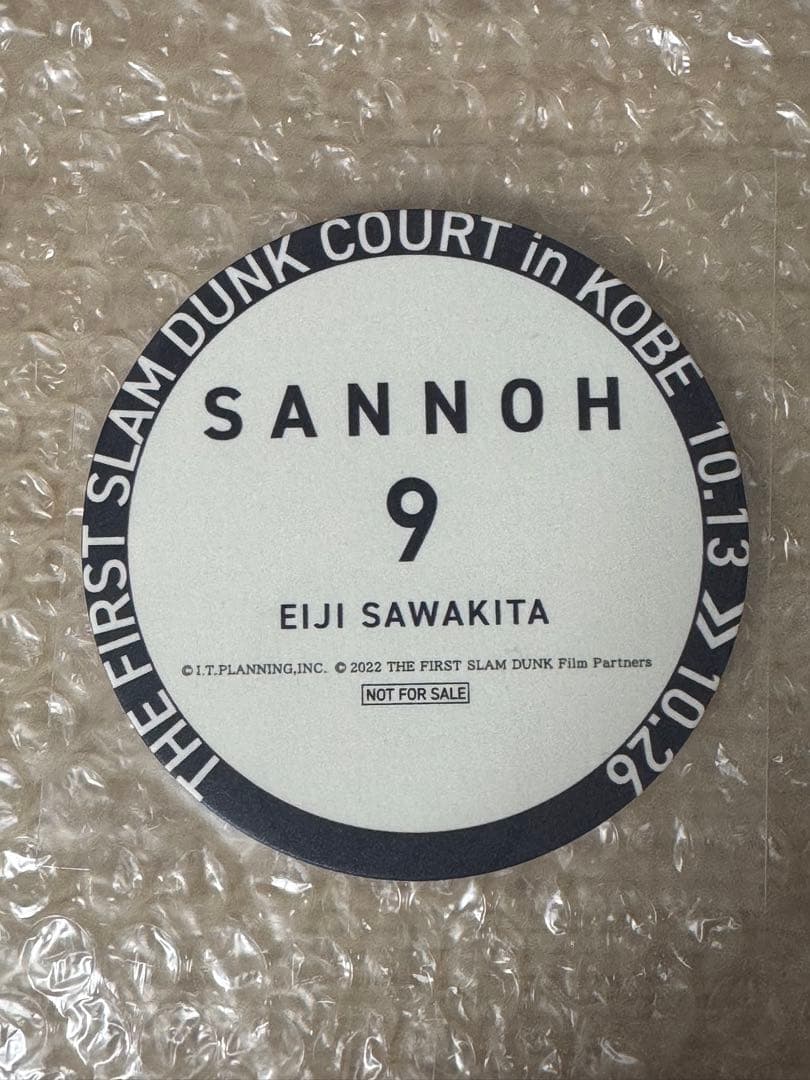 THE FIRST SLAM DUNK COURT in KOBE 10.13 >> 10.26
SANNOH
9
EIJI SAWAKITA
©I.T.PLANNING,INC. © 2022 THE FIRST SLAM DUNK Film Partners
NOT FOR SALE